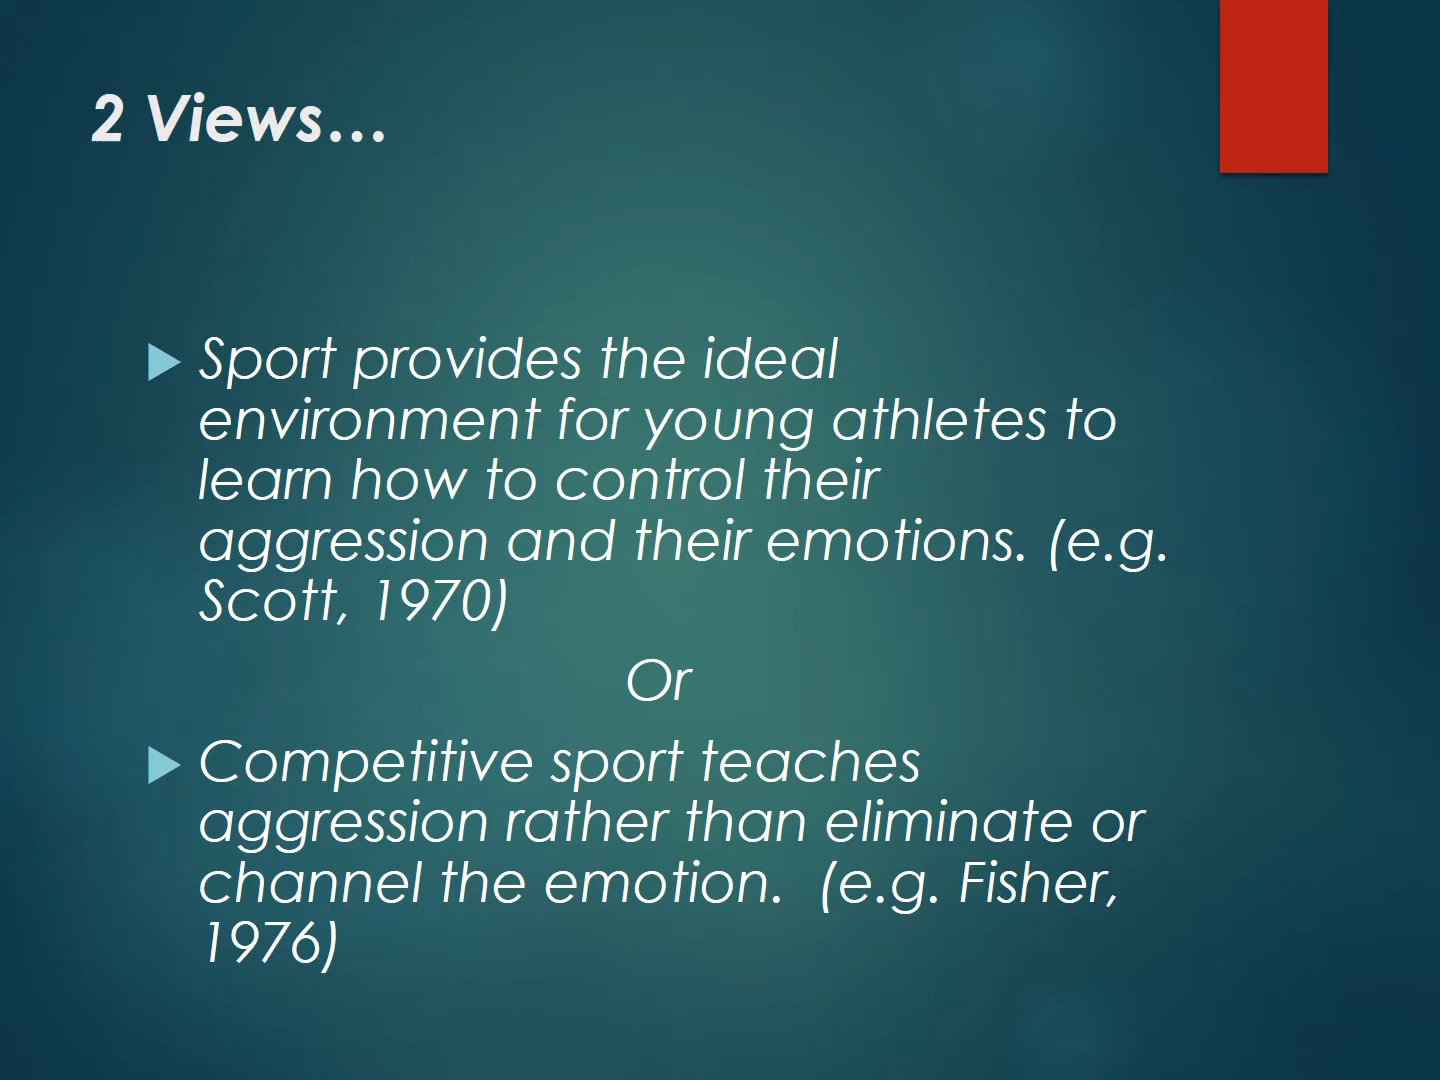 2 Views...
Sport provides the ideal
environment for young athletes to
learn how to control their
aggression and their emotions. (e.g.
Scott, 1970)
Or
Competitive sport teaches
aggression rather than eliminate or
channel the emotion.  (e.g. Fisher,
1976)